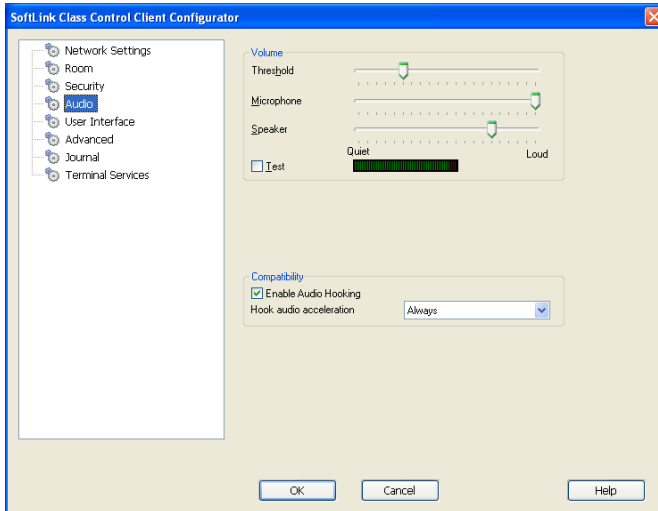 SoftLink Class Control Client Configurator
Network Settings
Room
Security
Audio
User Interface
Advanced
Journal
Terminal Services
Volume
Threshold
Microphone
Speaker
Quiet
Loud
Test
Compatibility
Enable Audio Hooking
Hook audio acceleration Always
OK Cancel Help